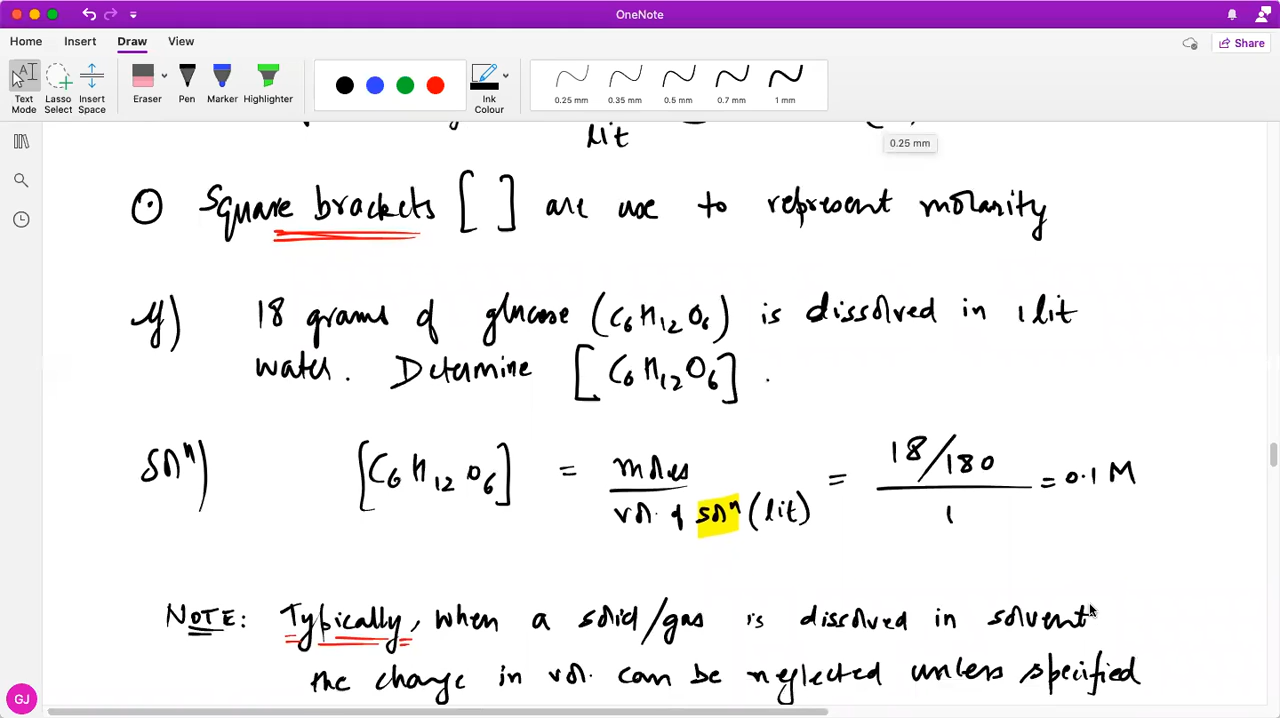 OneNote
Home Insert Draw View
Share
Text Mode
Lasso Select
Insert Space
Eraser
Pen
Marker
Highlighter
Ink Colour
0.25 mm 0.35 mm 0.5 mm 0.7 mm 1 mm
0.25 mm
lit
⊙ Square brackets [ ] are use to represent molarity
eg) 18 grams of glucose (C6H12O6) is dissolved in 1 lit
water. Determine [C6H12O6].
Solⁿ) [C6H12O6] = moles / vol. of solⁿ (lit) = 18/180 / 1 = 0.1 M
NOTE: Typically, when a solid/gas is dissolved in solvent
the change in vol. can be neglected unless specified
GJ